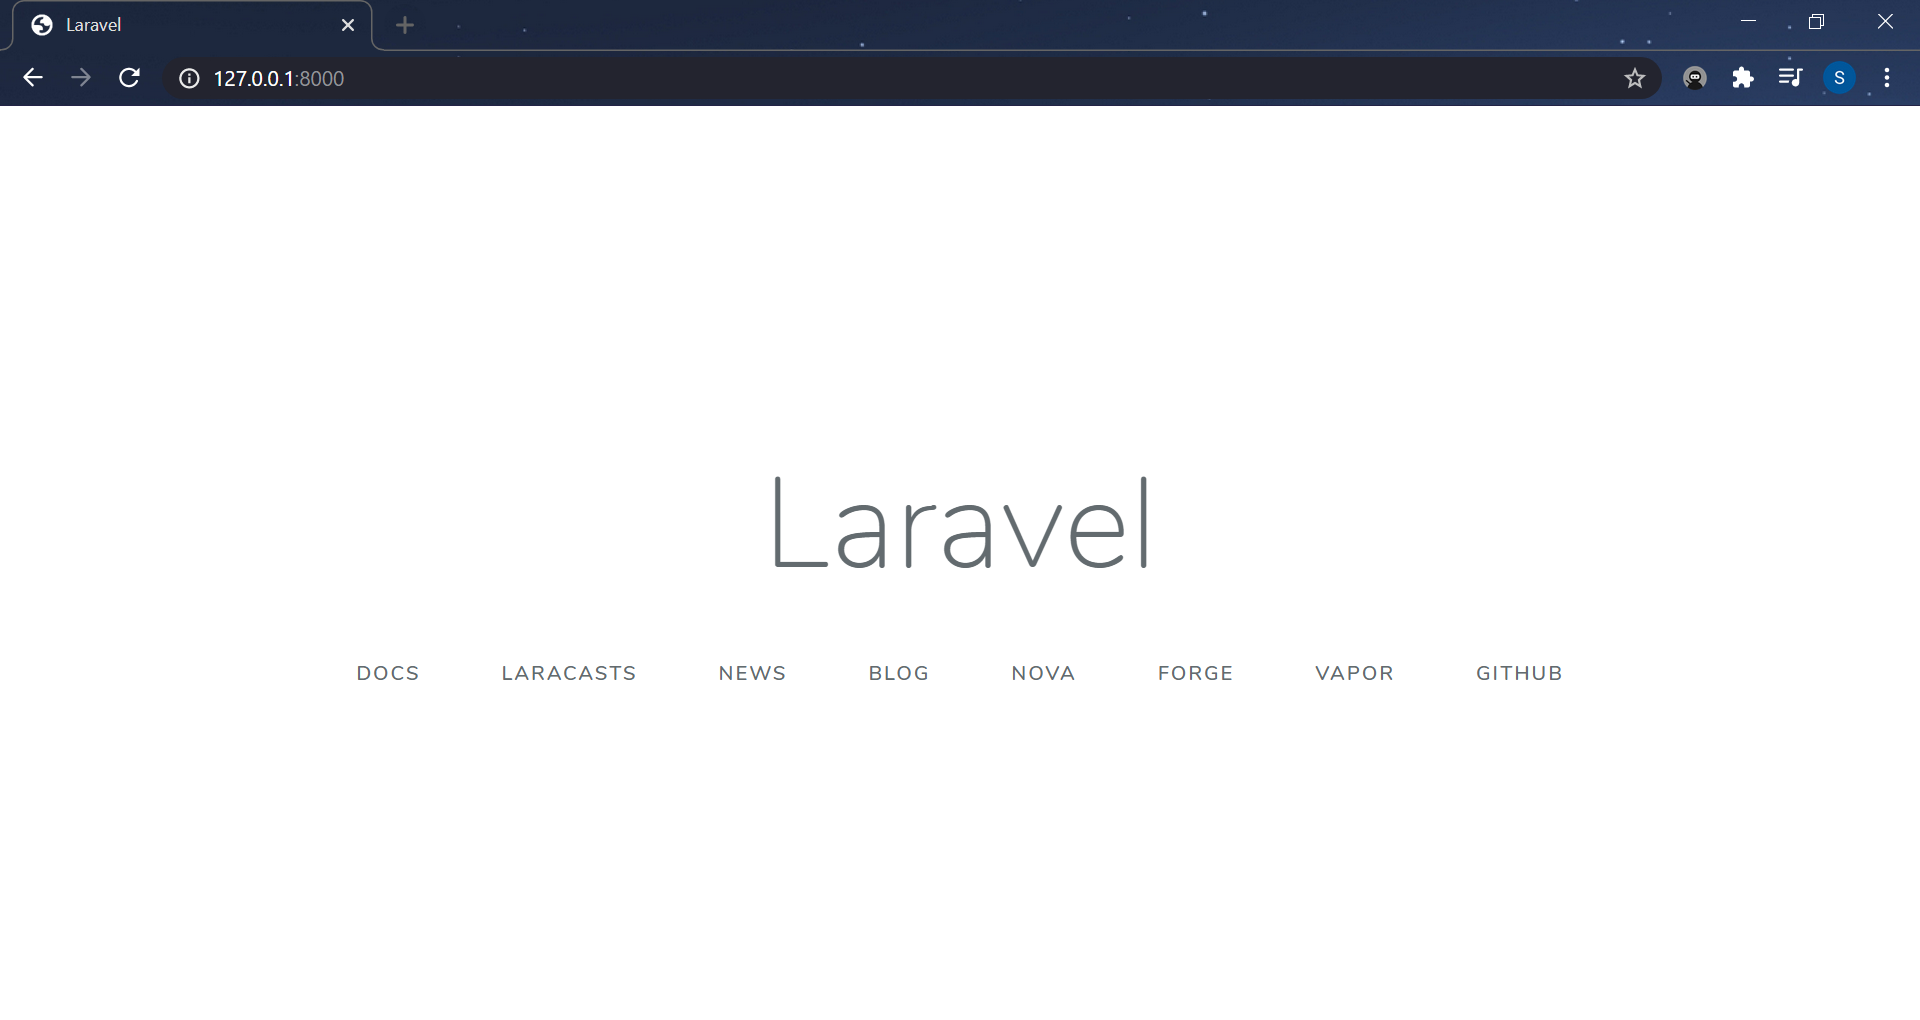 Laravel
127.0.0.1:8000
S
Laravel
DOCS LARACASTS NEWS BLOG NOVA FORGE VAPOR GITHUB